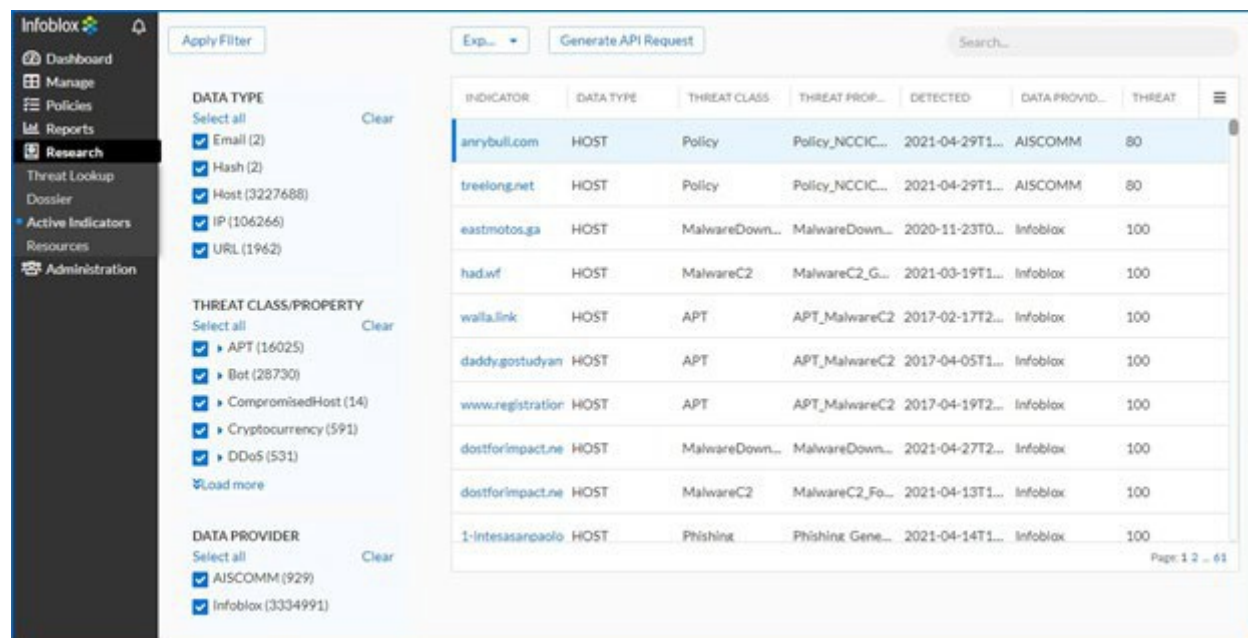 Infoblox
Dashboard
Manage
Policies
Reports
Research
Threat Lookup
Dossier
Active Indicators
Resources
Administration
Apply Filter
DATA TYPE
Select all Clear
Email (2)
Hash (2)
Host (3227688)
IP (106266)
URL (1962)
THREAT CLASS/PROPERTY
Select all Clear
APT (16025)
Bot (28730)
CompromisedHost (14)
Cryptocurrency (591)
DDoS (531)
Load more
DATA PROVIDER
Select all Clear
AISCOMM (929)
Infoblox (3334991)
Exp... Generate API Request Search...
INDICATOR DATA TYPE THREAT CLASS THREAT PROP... DETECTED DATA PROVID... THREAT
anrybull.com HOST Policy Policy_NCCIC... 2021-04-29T1... AISCOMM 80
treelong.net HOST Policy Policy_NCCIC... 2021-04-29T1... AISCOMM 80
eastmotos.ga HOST MalwareDown... MalwareDown... 2020-11-23T0... Infoblox 100
had.wf HOST MalwareC2 MalwareC2_G... 2021-03-19T1... Infoblox 100
walla.link HOST APT APT_MalwareC2 2017-02-17T2... Infoblox 100
daddy.gostudyan HOST APT APT_MalwareC2 2017-04-05T1... Infoblox 100
www.registration HOST APT APT_MalwareC2 2017-04-19T2... Infoblox 100
dostforimpact.ne HOST MalwareDown... MalwareDown... 2021-04-27T2... Infoblox 100
dostforimpact.ne HOST MalwareC2 MalwareC2_Fo... 2021-04-13T1... Infoblox 100
1-intesasanpaolo HOST Phishing Phishing_Gene... 2021-04-14T1... Infoblox 100
Page: 1 2 ... 61